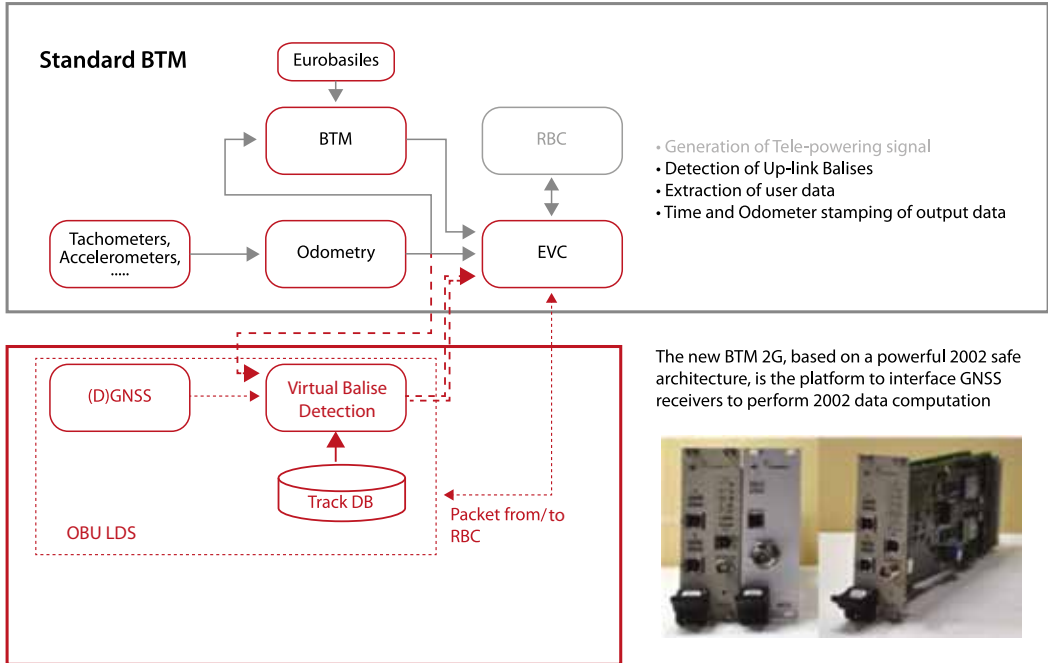 Standard BTM
Eurobasiles
BTM
RBC
Tachometers,
Accelerometers,
.....
Odometry
EVC
• Generation of Tele-powering signal
• Detection of Up-link Balises
• Extraction of user data
• Time and Odometer stamping of output data
(D)GNSS
Virtual Balise
Detection
Track DB
OBU LDS
Packet from/to
RBC
The new BTM 2G, based on a powerful 2002 safe
architecture, is the platform to interface GNSS
receivers to perform 2002 data computation